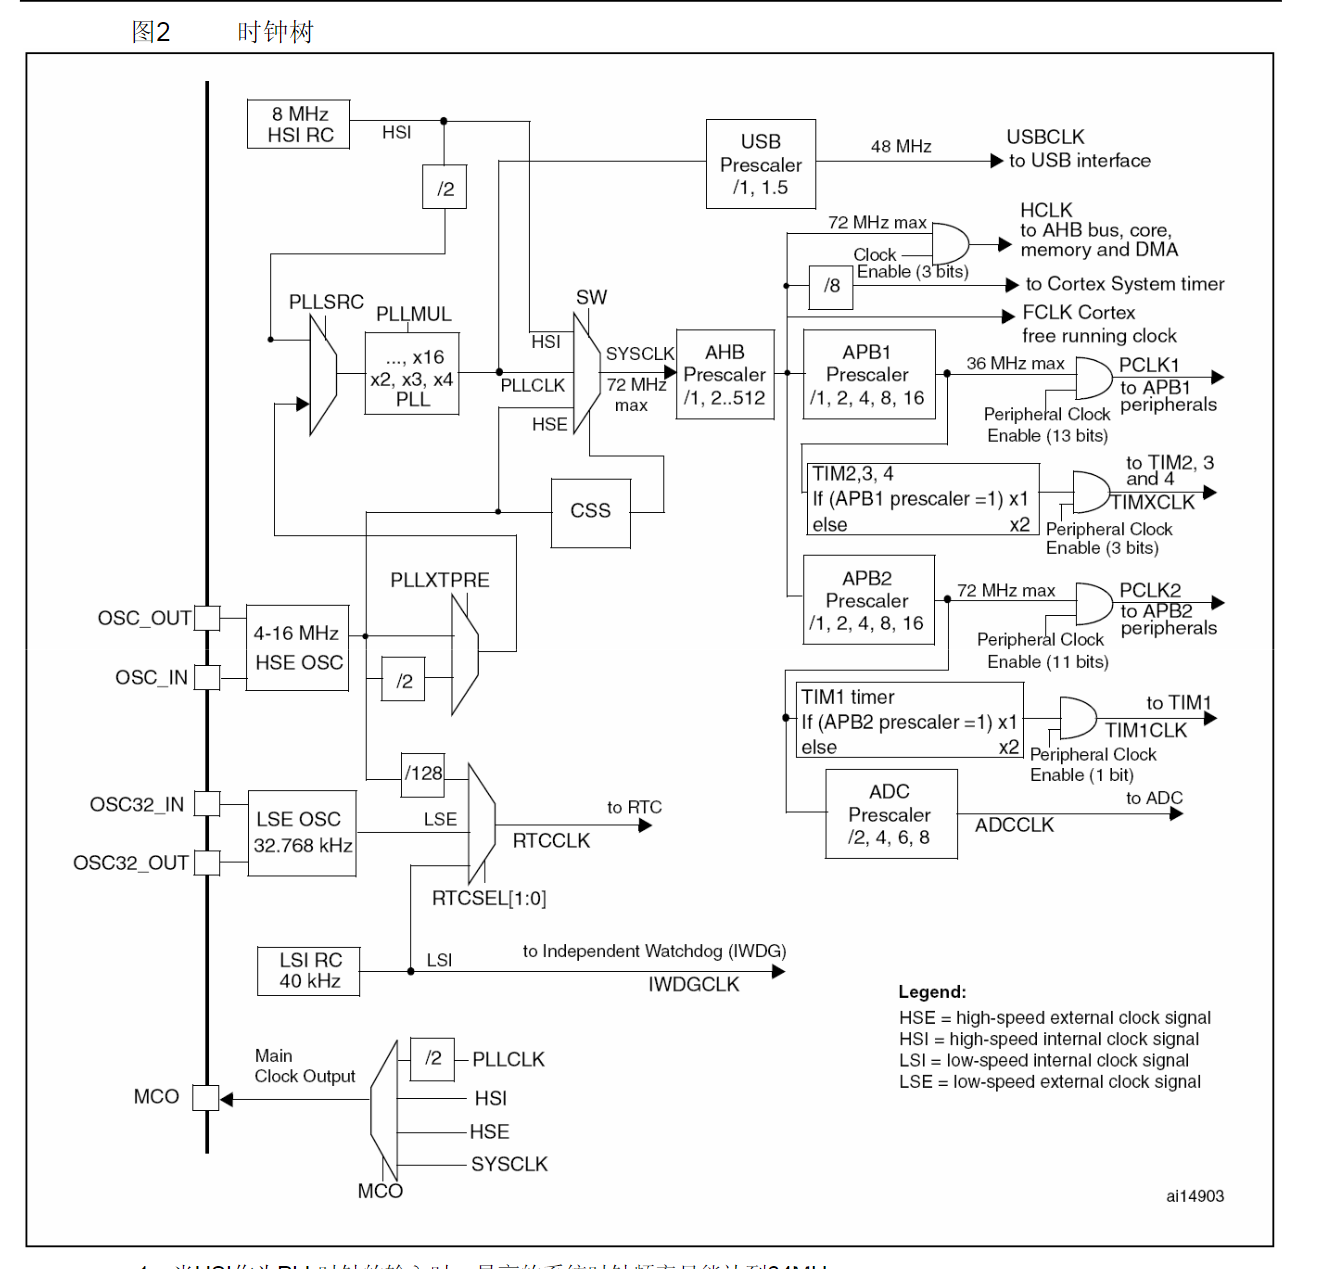 图2 时钟树
8 MHz
HSI RC
HSI
/2
USB
Prescaler
/1, 1.5
48 MHz
USBCLK
to USB interface
72 MHz max
Clock
Enable (3 bits)
HCLK
to AHB bus, core,
memory and DMA
/8
to Cortex System timer
FCLK Cortex
free running clock
PLLSRC
PLLMUL
..., x16
x2, x3, x4
PLL
SW
HSI
PLLCLK
HSE
SYSCLK
72 MHz
max
AHB
Prescaler
/1, 2..512
APB1
Prescaler
/1, 2, 4, 8, 16
36 MHz max
PCLK1
to APB1
peripherals
Peripheral Clock
Enable (13 bits)
TIM2,3, 4
If (APB1 prescaler =1) x1
else x2
to TIM2, 3
and 4
TIMXCLK
Peripheral Clock
Enable (3 bits)
CSS
PLLXTPRE
OSC_OUT
OSC_IN
4-16 MHz
HSE OSC
/2
APB2
Prescaler
/1, 2, 4, 8, 16
72 MHz max
PCLK2
to APB2
peripherals
Peripheral Clock
Enable (11 bits)
TIM1 timer
If (APB2 prescaler =1) x1
else x2
to TIM1
TIM1CLK
Peripheral Clock
Enable (1 bit)
/128
OSC32_IN
OSC32_OUT
LSE OSC
32.768 kHz
LSE
to RTC
RTCCLK
RTCSEL[1:0]
ADC
Prescaler
/2, 4, 6, 8
to ADC
ADCCLK
LSI RC
40 kHz
LSI
to Independent Watchdog (IWDG)
IWDGCLK
Legend:
HSE = high-speed external clock signal
HSI = high-speed internal clock signal
LSI = low-speed internal clock signal
LSE = low-speed external clock signal
Main
Clock Output
MCO
/2
PLLCLK
HSI
HSE
SYSCLK
MCO
ai14903